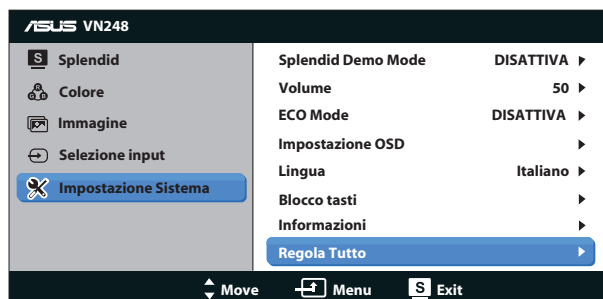 ASUS VN248
S Splendid
Colore
Immagine
Selezione input
Impostazione Sistema
Splendid Demo Mode DISATTIVA
Volume 50
ECO Mode DISATTIVA
Impostazione OSD
Lingua Italiano
Blocco tasti
Informazioni
Regola Tutto
Move Menu S Exit